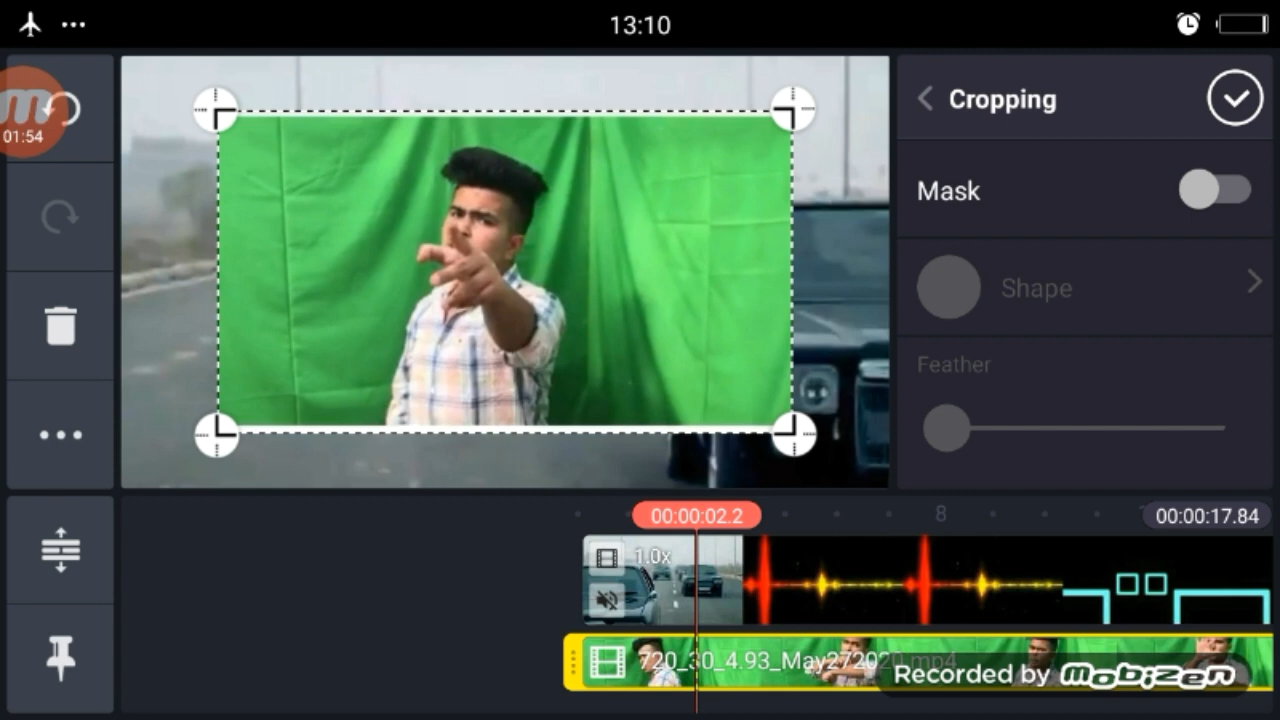 13:10
01:54
Cropping
Mask
Shape
Feather
00:00:02.2
8
00:00:17.84
1.0x
720_30_4.93_May272020.mp4
Recorded by mobizen